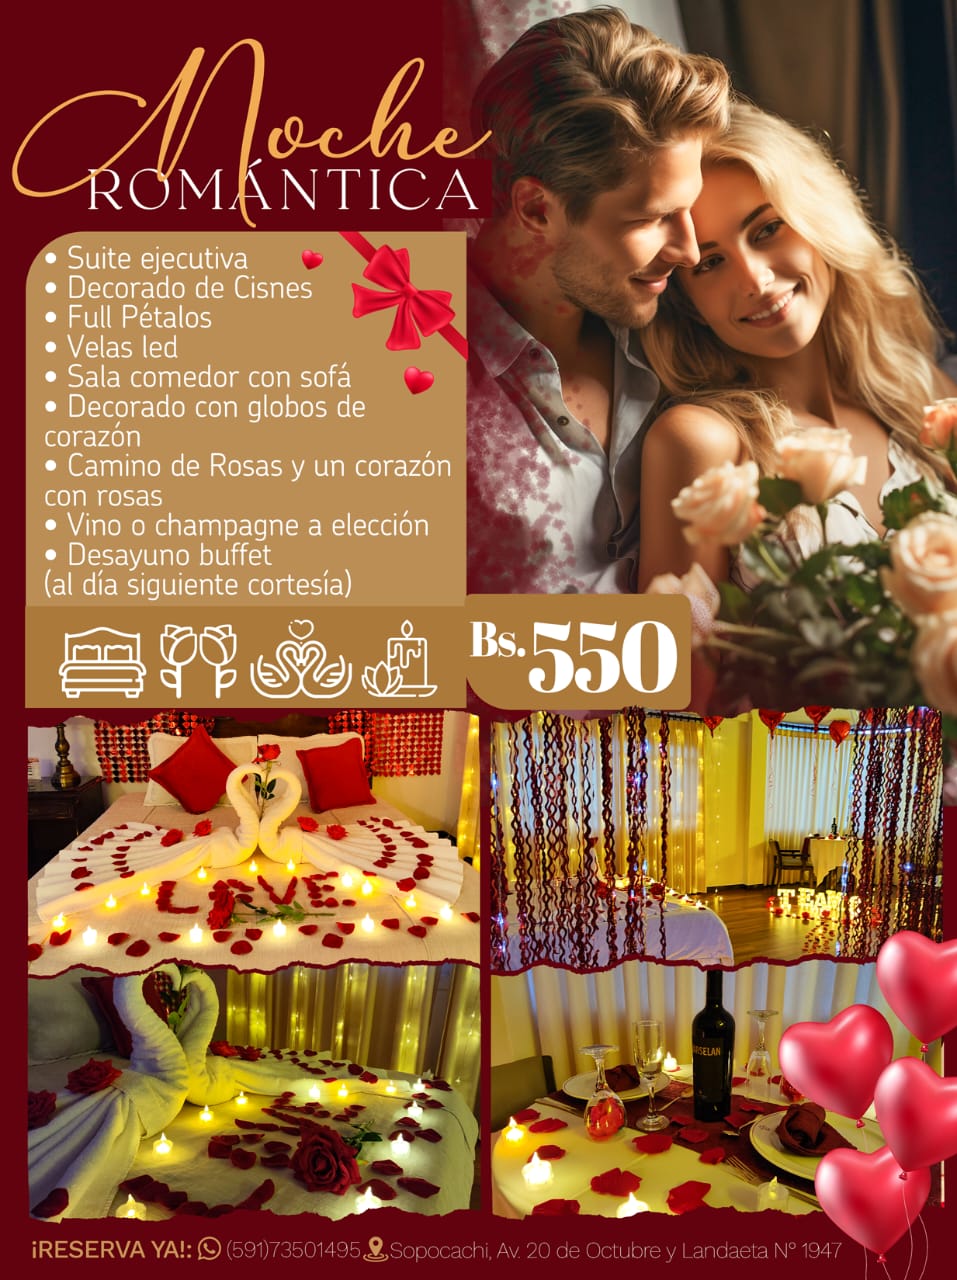 Noche
ROMÁNTICA
• Suite ejecutiva
• Decorado de Cisnes
• Full Pétalos
• Velas led
• Sala comedor con sofá
• Decorado con globos de
corazón
• Camino de Rosas y un corazón
con rosas
• Vino o champagne a elección
• Desayuno buffet
(al día siguiente cortesía)
Bs. 550
LOVE
¡RESERVA YA!: (591)73501495 Sopocachi, Av. 20 de Octubre y Landaeta N° 1947